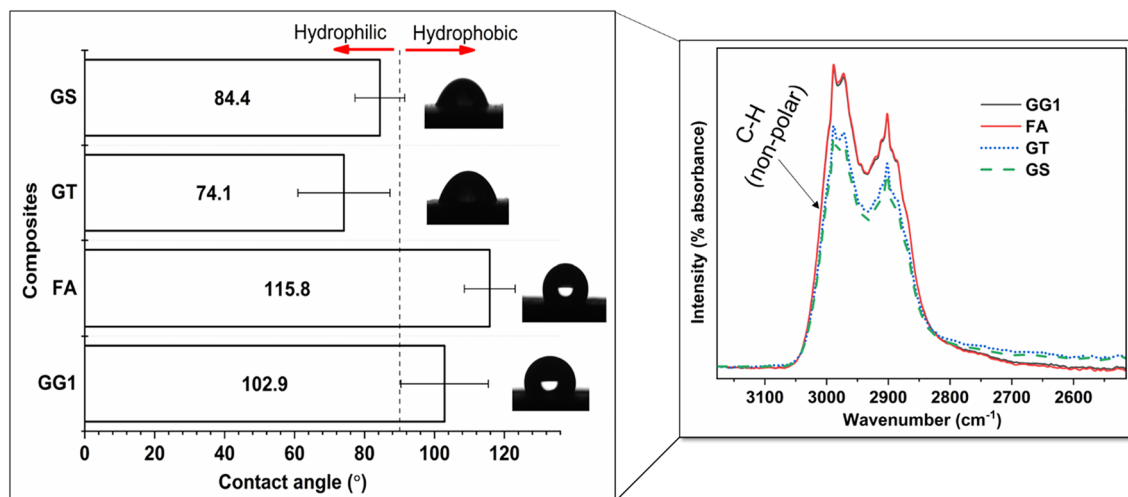 Hydrophilic Hydrophobic
GS
84.4
GT
74.1
Composites
FA
115.8
GG1
102.9
0 20 40 60 80 100 120
Contact angle (°)
C-H
(non-polar)
GG1
FA
GT
GS
Intensity (% absorbance)
3100 3000 2900 2800 2700 2600
Wavenumber (cm⁻¹)